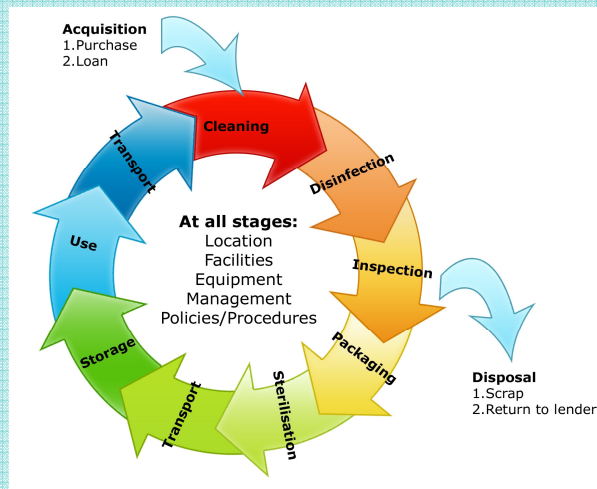 Acquisition
1.Purchase
2.Loan
Cleaning
Disinfection
Inspection
Packaging
Sterilisation
Transport
Storage
Use
Transport
At all stages:
Location
Facilities
Equipment
Management
Policies/Procedures
Disposal
1.Scrap
2.Return to lender